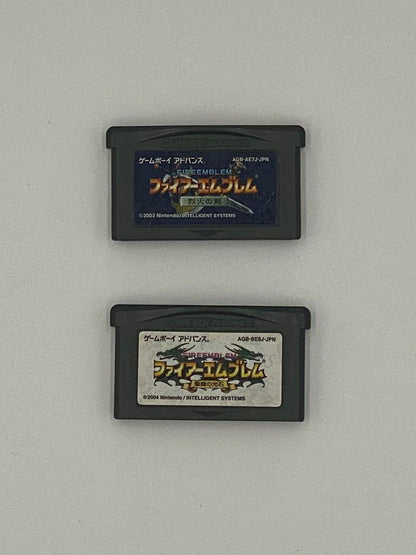 ゲームボーイ アドバンス
AGB-AE7J-JPN
FIREEMBLEM
ファイアーエムブレム
烈火の剣
©2003 Nintendo/INTELLIGENT SYSTEMS
ゲームボーイ アドバンス
AGB-BE8J-JPN
FIREEMBLEM
ファイアーエムブレム
聖魔の光石
©2004 Nintendo/INTELLIGENT SYSTEMS